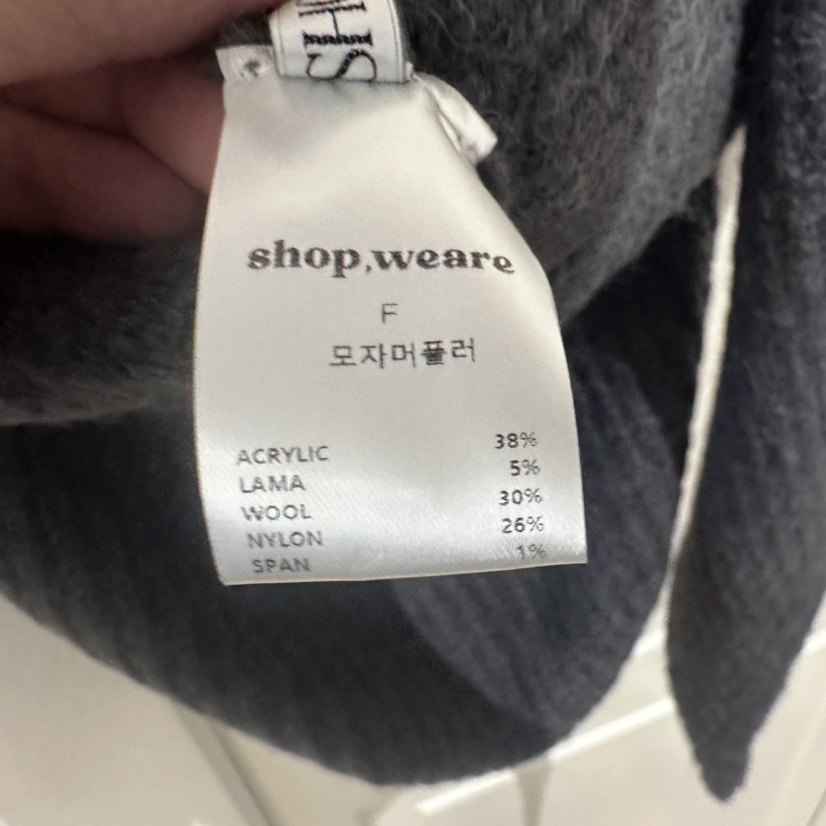 shop,weare
F
모자머플러
ACRYLIC 38%
LAMA 5%
WOOL 30%
NYLON 26%
SPAN 1%